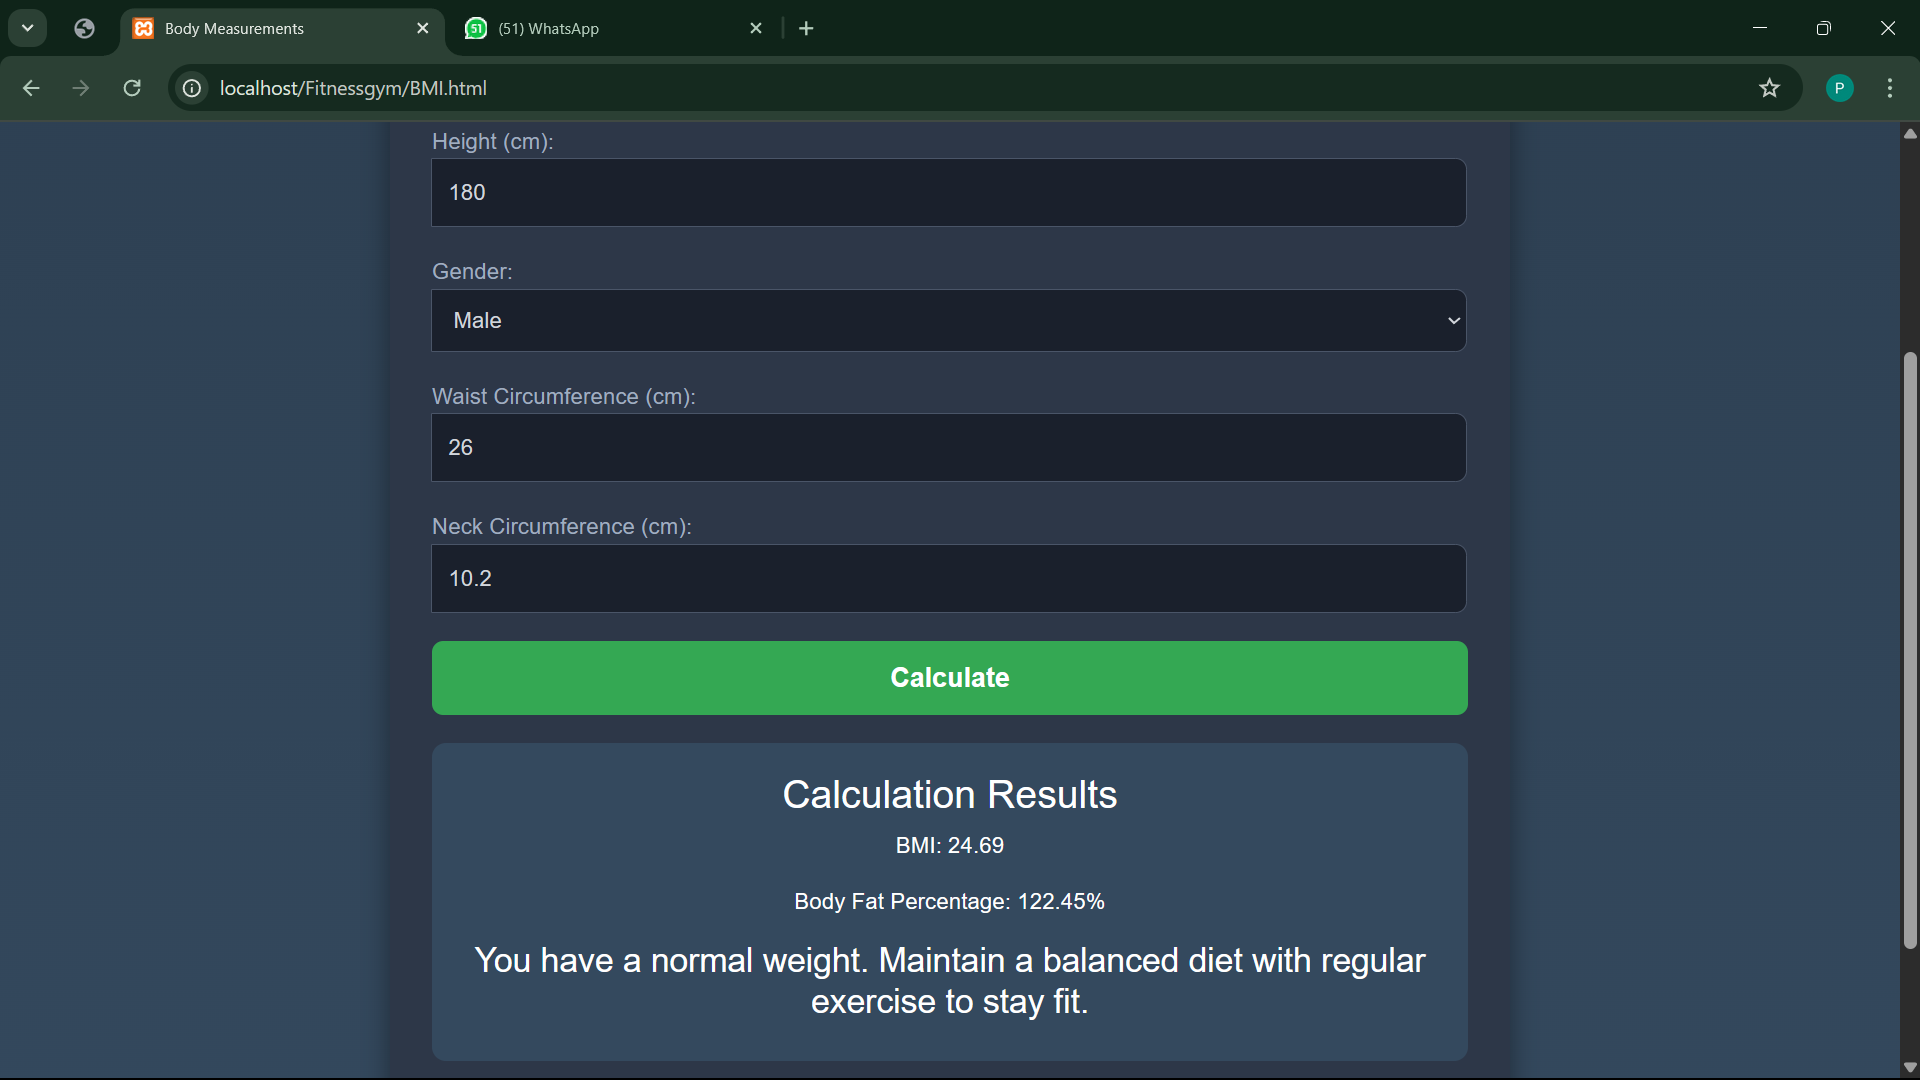 Body Measurements
51
(51) WhatsApp
localhost/Fitnessgym/BMI.html
P
Height (cm):
180
Gender:
Male
Waist Circumference (cm):
26
Neck Circumference (cm):
10.2
Calculate
Calculation Results
BMI: 24.69
Body Fat Percentage: 122.45%
You have a normal weight. Maintain a balanced diet with regular
exercise to stay fit.